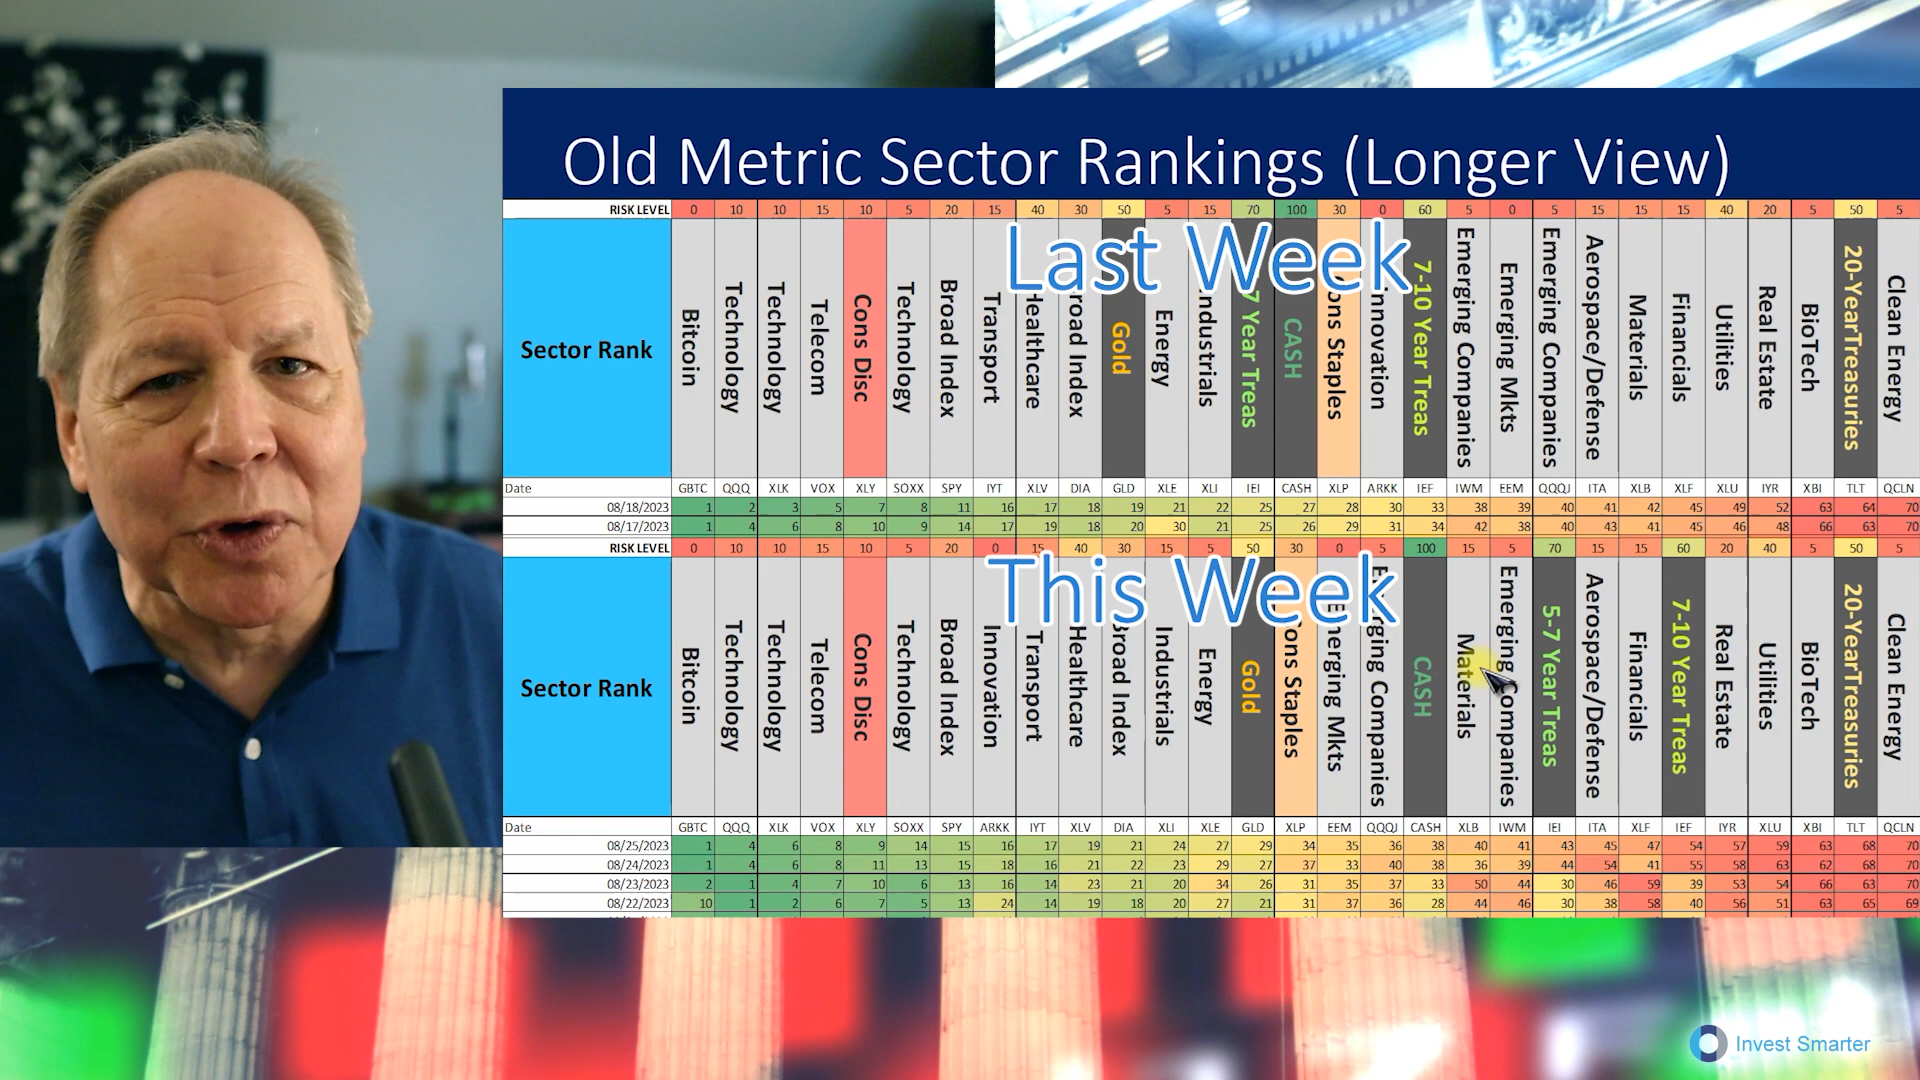 Old Metric Sector Rankings (Longer View)
RISK LEVEL 0 10 10 15 10 5 20 15 40 30 50 5 15 70 100 30 0 60 5 0 5 15 15 15 40 20 5 50 5
Last Week
Sector Rank Bitcoin Technology Technology Telecom Cons Disc Technology Broad Index Transport Healthcare Broad Index Gold Energy Industrials 7 Year Treas CASH Cons Staples Innovation 7-10 Year Treas Emerging Companies Emerging Mkts Emerging Companies Aerospace/Defense Materials Financials Utilities Real Estate BioTech 20-YearTreasuries Clean Energy
Date GBTC QQQ XLK VOX XLY SOXX SPY IYT XLV DIA GLD XLE XLI IEI CASH XLP ARKK IEF IWM EEM QQQJ ITA XLB XLF XLU IYR XBI TLT QCLN
08/18/2023 1 2 3 5 7 8 11 16 17 18 19 21 22 25 27 28 30 33 38 39 40 41 42 45 49 52 63 64 70
08/17/2023 1 4 6 8 10 9 14 17 19 18 20 30 21 25 26 29 31 34 42 38 40 43 41 45 46 48 66 63 70
RISK LEVEL 0 10 10 15 10 5 20 0 15 40 30 15 5 50 30 0 5 100 15 5 70 15 15 60 20 40 5 50 5
This Week
Sector Rank Bitcoin Technology Technology Telecom Cons Disc Technology Broad Index Innovation Transport Healthcare Broad Index Industrials Energy Gold Cons Staples Emerging Mkts Emerging Companies CASH Materials Emerging Companies 5-7 Year Treas Aerospace/Defense Financials 7-10 Year Treas Real Estate Utilities BioTech 20-YearTreasuries Clean Energy
Date GBTC QQQ XLK VOX XLY SOXX SPY ARKK IYT XLV DIA XLI XLE GLD XLP EEM QQQJ CASH XLB IWM IEI ITA XLF IEF IYR XLU XBI TLT QCLN
08/25/2023 1 4 6 8 9 14 15 16 17 19 21 24 27 29 34 35 36 38 40 41 43 45 47 54 57 59 63 68 70
08/24/2023 1 4 6 8 11 13 15 18 16 21 22 23 29 27 37 33 40 38 36 39 44 54 41 55 58 63 62 68 70
08/23/2023 2 1 4 7 10 6 13 16 14 23 21 20 34 26 31 35 37 33 50 44 30 46 59 39 53 54 66 63 70
08/22/2023 10 1 2 6 7 5 13 24 14 19 18 20 27 21 31 37 36 28 44 46 30 38 58 40 56 51 63 65 69
Invest Smarter